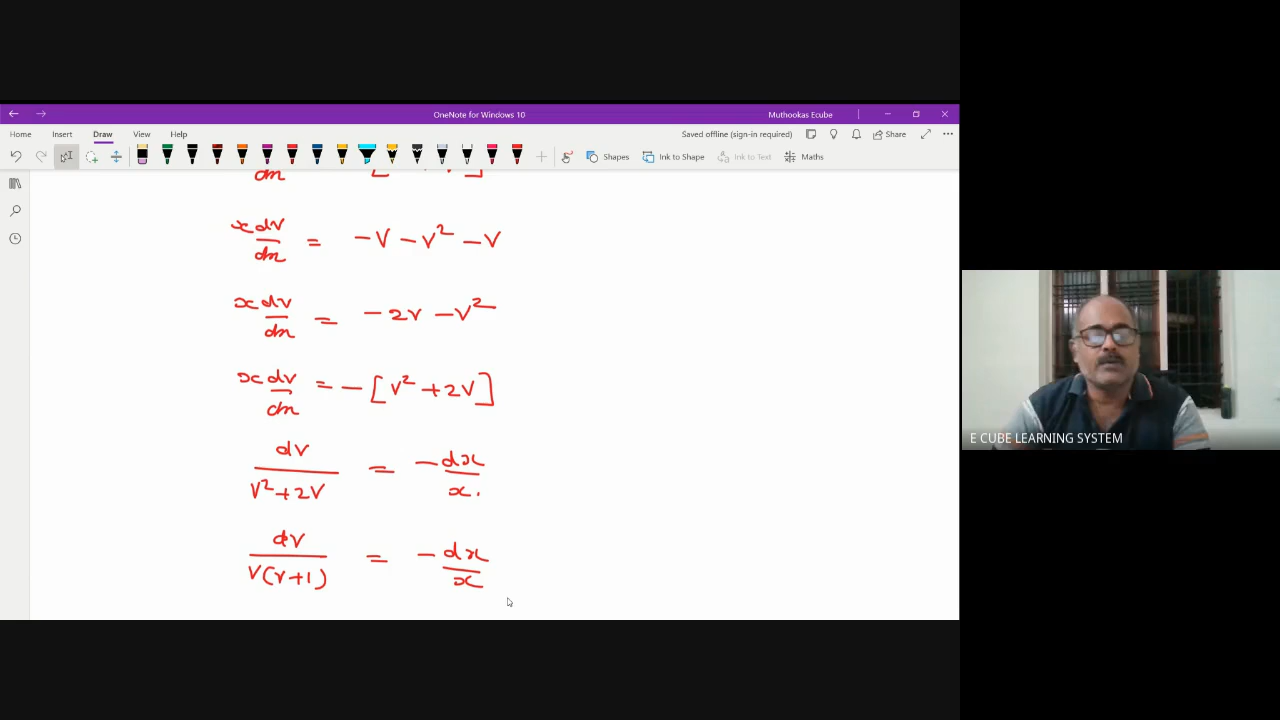 OneNote for Windows 10
Muthookas Ecube
Home Insert Draw View Help
Saved offline (sign-in required)
Share
Shapes
Ink to Shape
Ink to Text
Maths
dx
x dv/dx = -v - v² - v
x dv/dx = -2v - v²
x dv/dx = -[v² + 2v]
dv/v²+2v = -dx/x.
dv/v(v+1) = -dx/x
E CUBE LEARNING SYSTEM